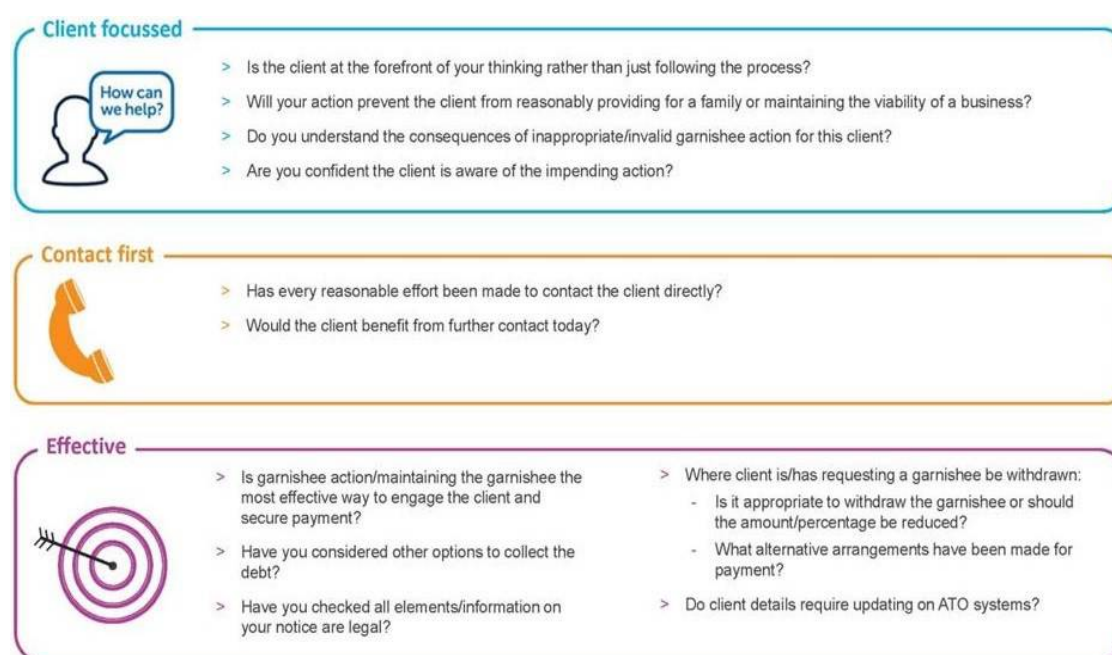 Client focussed
How can
we help?
> Is the client at the forefront of your thinking rather than just following the process?
> Will your action prevent the client from reasonably providing for a family or maintaining the viability of a business?
> Do you understand the consequences of inappropriate/invalid garnishee action for this client?
> Are you confident the client is aware of the impending action?
Contact first
> Has every reasonable effort been made to contact the client directly?
> Would the client benefit from further contact today?
Effective
> Is garnishee action/maintaining the garnishee the
most effective way to engage the client and
secure payment?
> Have you considered other options to collect the
debt?
> Have you checked all elements/information on
your notice are legal?
> Where client is/has requesting a garnishee be withdrawn:
- Is it appropriate to withdraw the garnishee or should
the amount/percentage be reduced?
- What alternative arrangements have been made for
payment?
> Do client details require updating on ATO systems?